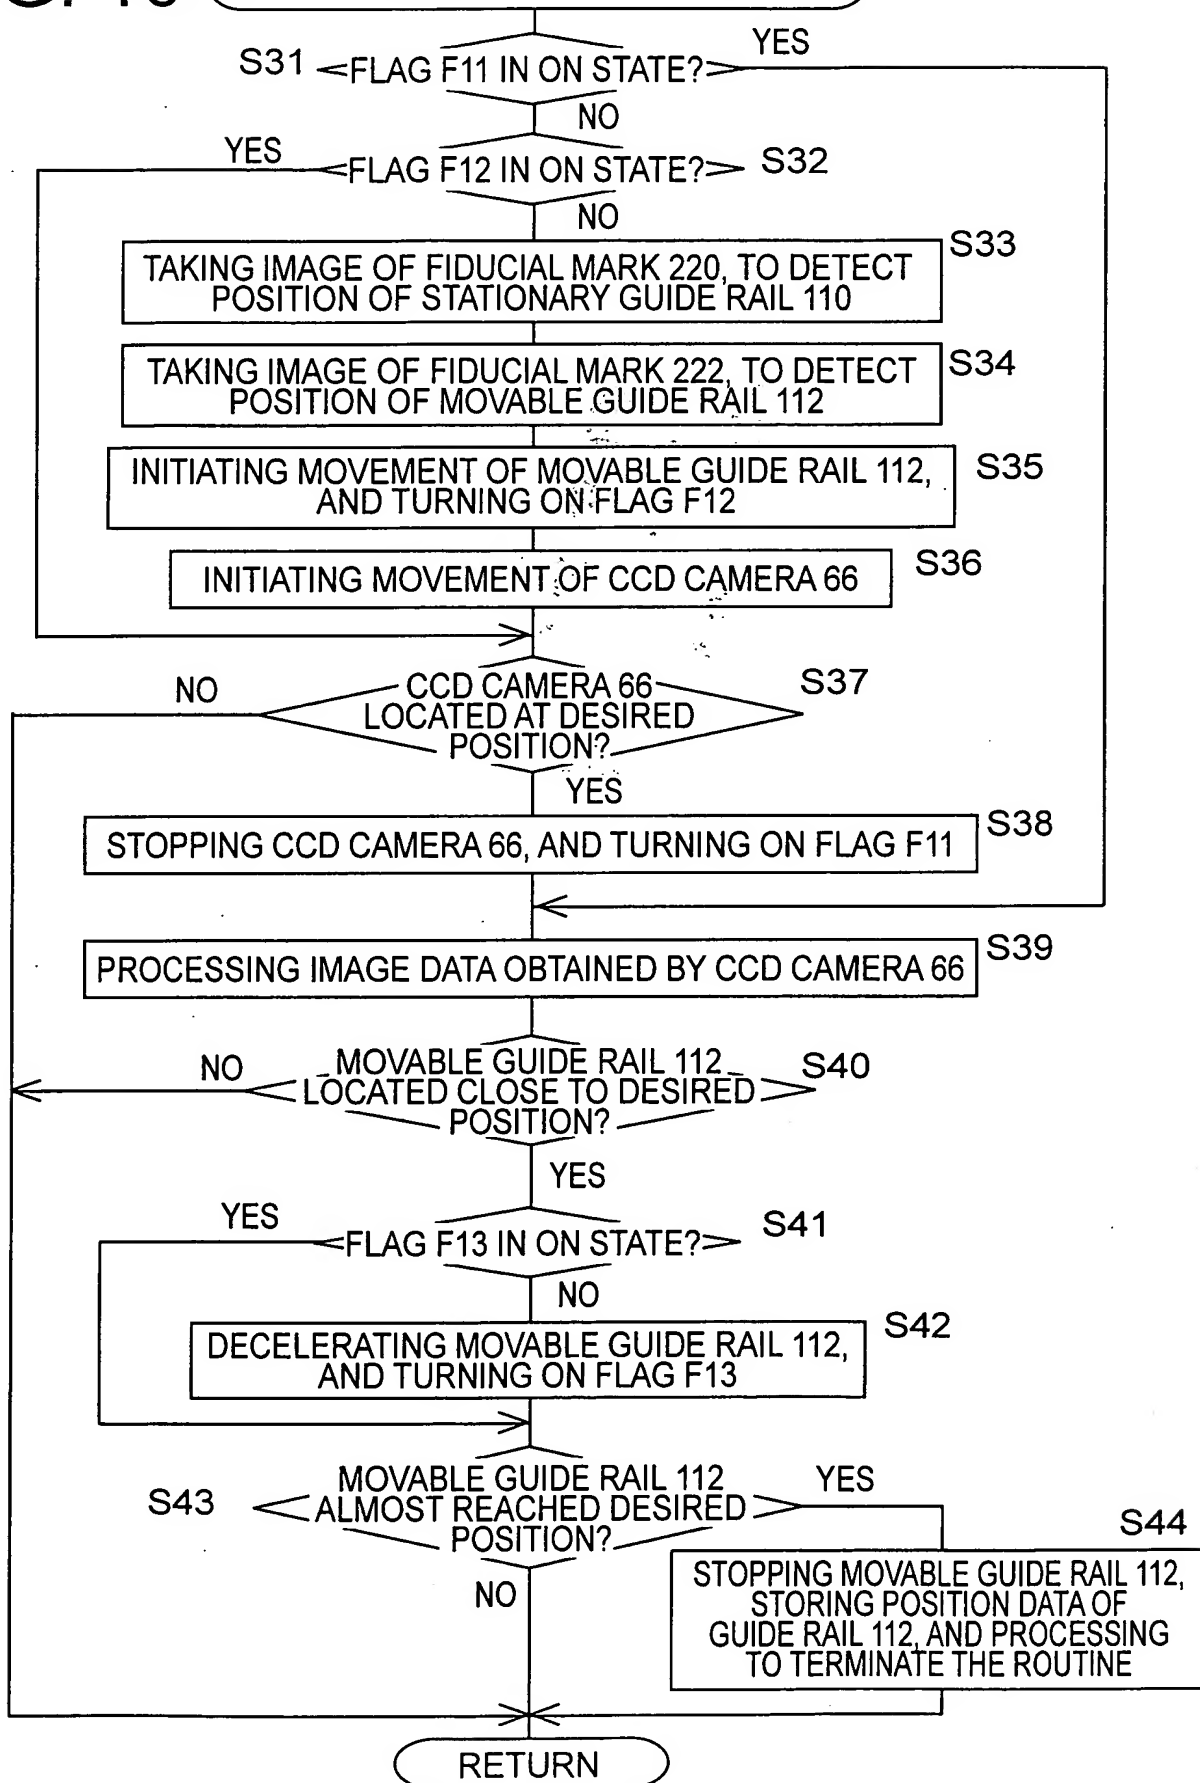 S31
FLAG F11 IN ON STATE?
YES
NO
YES
FLAG F12 IN ON STATE?
S32
NO
S33
TAKING IMAGE OF FIDUCIAL MARK 220, TO DETECT
POSITION OF STATIONARY GUIDE RAIL 110
S34
TAKING IMAGE OF FIDUCIAL MARK 222, TO DETECT
POSITION OF MOVABLE GUIDE RAIL 112
S35
INITIATING MOVEMENT OF MOVABLE GUIDE RAIL 112,
AND TURNING ON FLAG F12
S36
INITIATING MOVEMENT OF CCD CAMERA 66
NO
CCD CAMERA 66
LOCATED AT DESIRED
POSITION?
S37
YES
S38
STOPPING CCD CAMERA 66, AND TURNING ON FLAG F11
S39
PROCESSING IMAGE DATA OBTAINED BY CCD CAMERA 66
NO
MOVABLE GUIDE RAIL 112
LOCATED CLOSE TO DESIRED
POSITION?
S40
YES
YES
FLAG F13 IN ON STATE?
S41
NO
S42
DECELERATING MOVABLE GUIDE RAIL 112,
AND TURNING ON FLAG F13
S43
MOVABLE GUIDE RAIL 112
ALMOST REACHED DESIRED
POSITION?
YES
NO
S44
STOPPING MOVABLE GUIDE RAIL 112,
STORING POSITION DATA OF
GUIDE RAIL 112, AND PROCESSING
TO TERMINATE THE ROUTINE
RETURN